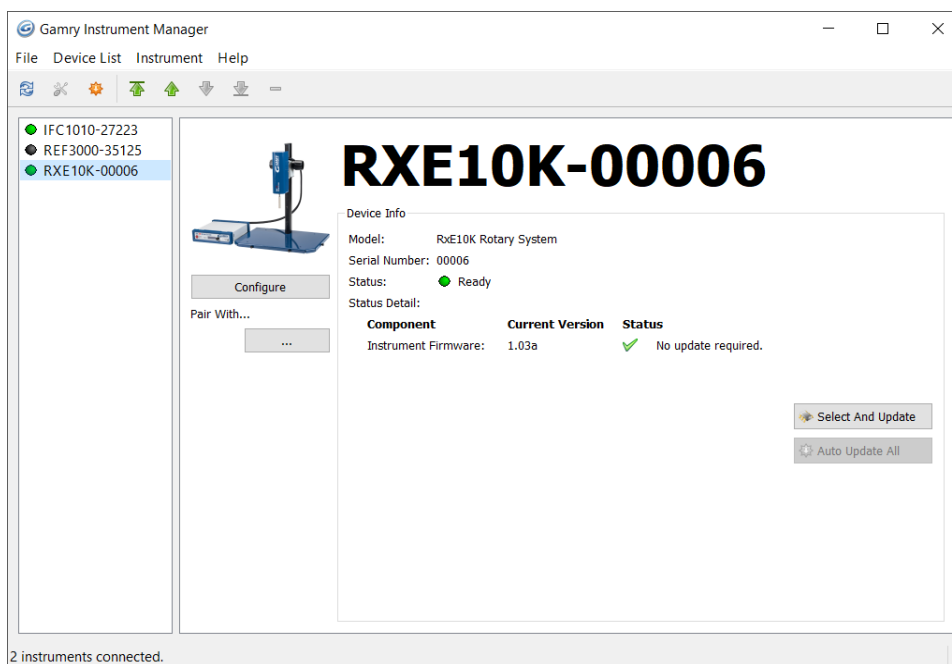 Gamry Instrument Manager
File Device List Instrument Help
IFC1010-27223
REF3000-35125
RXE10K-00006
RXE10K-00006
Configure
Pair With...
...
Device Info
Model: RxE10K Rotary System
Serial Number: 00006
Status: Ready
Status Detail:
Component Current Version Status
Instrument Firmware: 1.03a No update required.
Select And Update
Auto Update All
2 instruments connected.